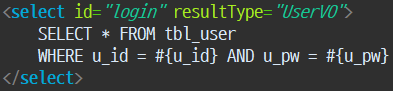 <select id="login" resultType="UserVO">
SELECT * FROM tbl_user
WHERE u_id = #{u_id} AND u_pw = #{u_pw}
</select>